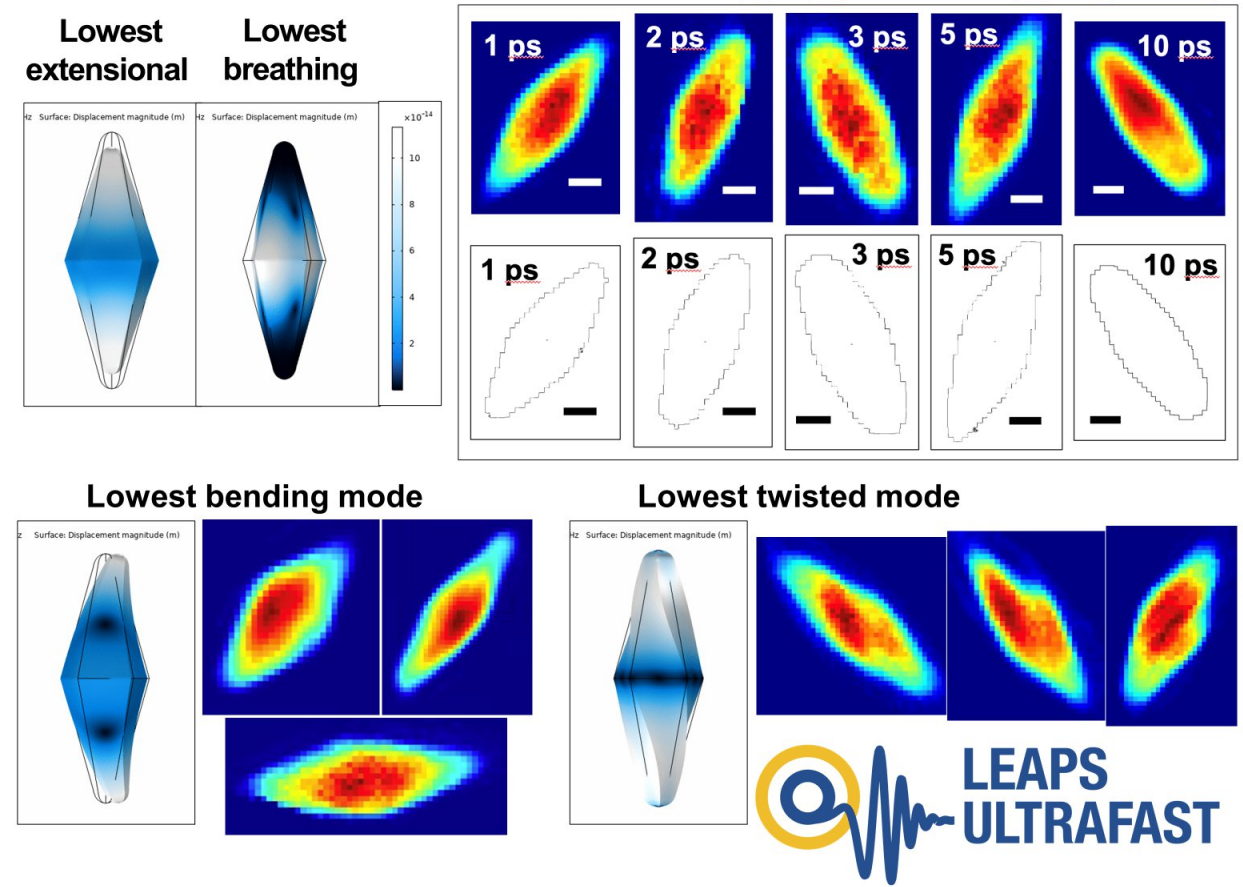 Lowest
extensional
Lowest
breathing
Hz Surface: Displacement magnitude (m)
Hz Surface: Displacement magnitude (m)
×10⁻¹⁴
10
8
6
4
2
1 ps
2 ps
3 ps
5 ps
10 ps
1 ps
2 ps
3 ps
5 ps
10 ps
Lowest bending mode
Lowest twisted mode
z Surface: Displacement magnitude (m)
Hz Surface: Displacement magnitude (m)
LEAPS
ULTRAFAST